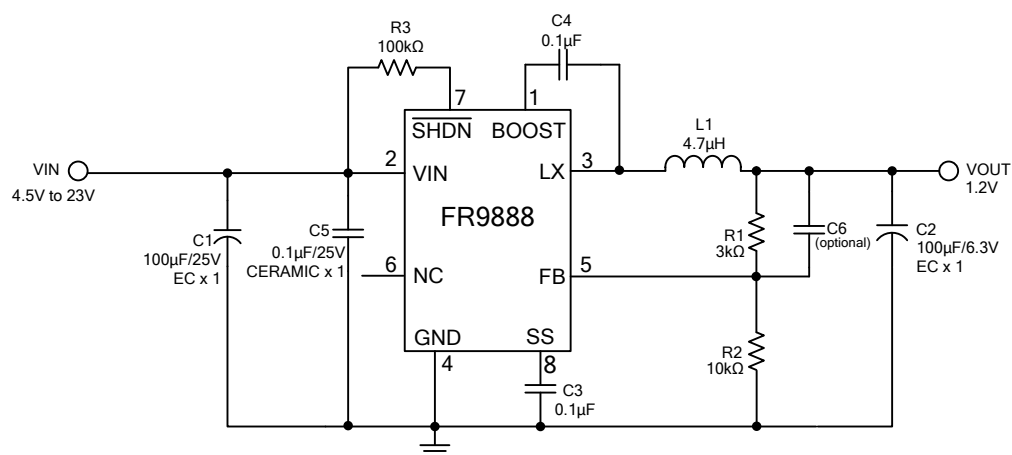 R3
100kΩ
C4
0.1µF
7
1
SHDN
BOOST
L1
4.7µH
VIN
4.5V to 23V
2
VIN
LX
3
VOUT
1.2V
FR9888
C1
100µF/25V
EC x 1
C5
0.1µF/25V
CERAMIC x 1
R1
3kΩ
C6
(optional)
C2
100µF/6.3V
EC x 1
6
NC
FB
5
GND
SS
4
8
R2
10kΩ
C3
0.1µF